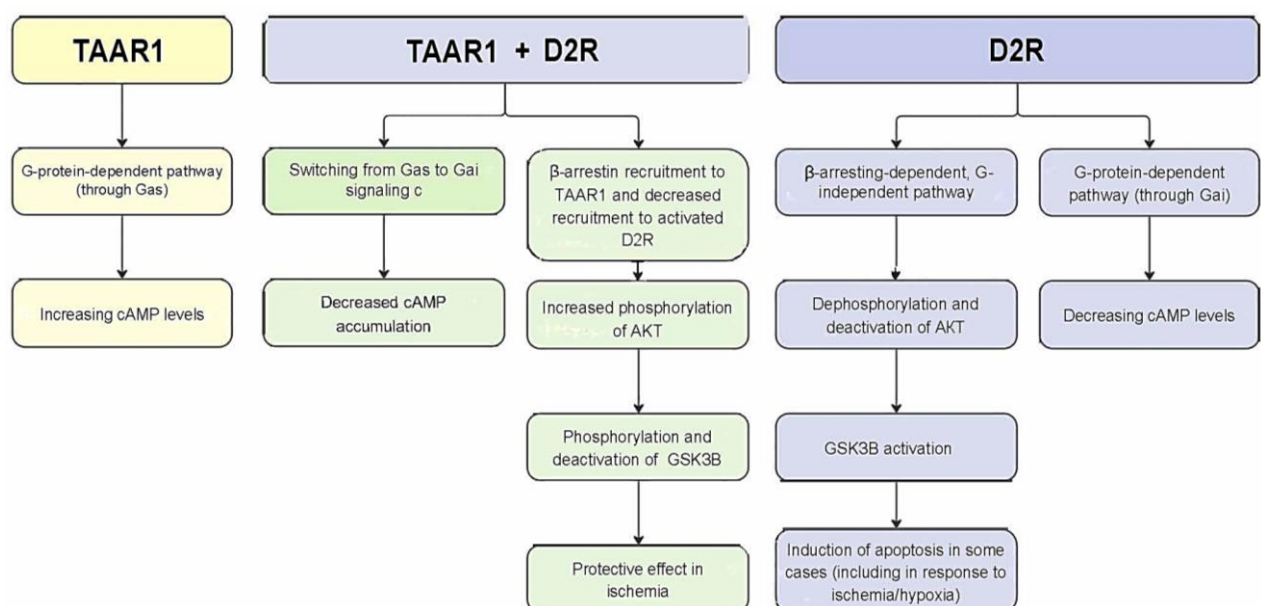 TAAR1
TAAR1 + D2R
D2R
G-protein-dependent pathway
(through Gas)
Increasing cAMP levels
Switching from Gas to Gai
signaling c
Decreased cAMP
accumulation
β-arrestin recruitment to
TAAR1 and decreased
recruitment to activated
D2R
Increased phosphorylation
of AKT
Phosphorylation and
deactivation of GSK3B
Protective effect in
ischemia
β-arresting-dependent, G-
independent pathway
Dephosphorylation and
deactivation of AKT
GSK3B activation
Induction of apoptosis in some
cases (including in response to
ischemia/hypoxia)
G-protein-dependent
pathway (through Gai)
Decreasing cAMP levels